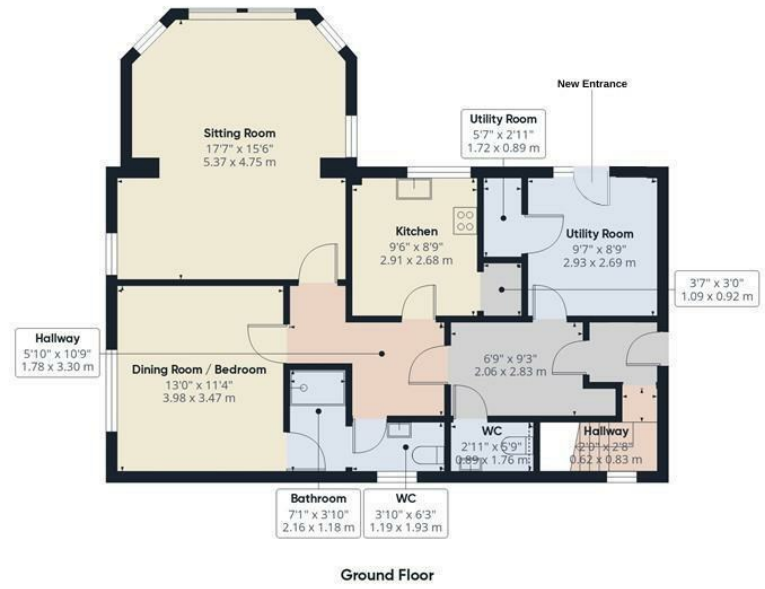 New Entrance
Utility Room
5'7" x 2'11"
1.72 x 0.89 m
Sitting Room
17'7" x 15'6"
5.37 x 4.75 m
Kitchen
9'6" x 8'9"
2.91 x 2.68 m
Utility Room
9'7" x 8'9"
2.93 x 2.69 m
3'7" x 3'0"
1.09 x 0.92 m
Hallway
5'10" x 10'9"
1.78 x 3.30 m
Dining Room / Bedroom
13'0" x 11'4"
3.98 x 3.47 m
6'9" x 9'3"
2.06 x 2.83 m
WC
2'11" x 5'9"
0.89 x 1.76 m
Hallway
2'0" x 2'8"
0.62 x 0.83 m
Bathroom
7'1" x 3'10"
2.16 x 1.18 m
WC
3'10" x 6'3"
1.19 x 1.93 m
Ground Floor